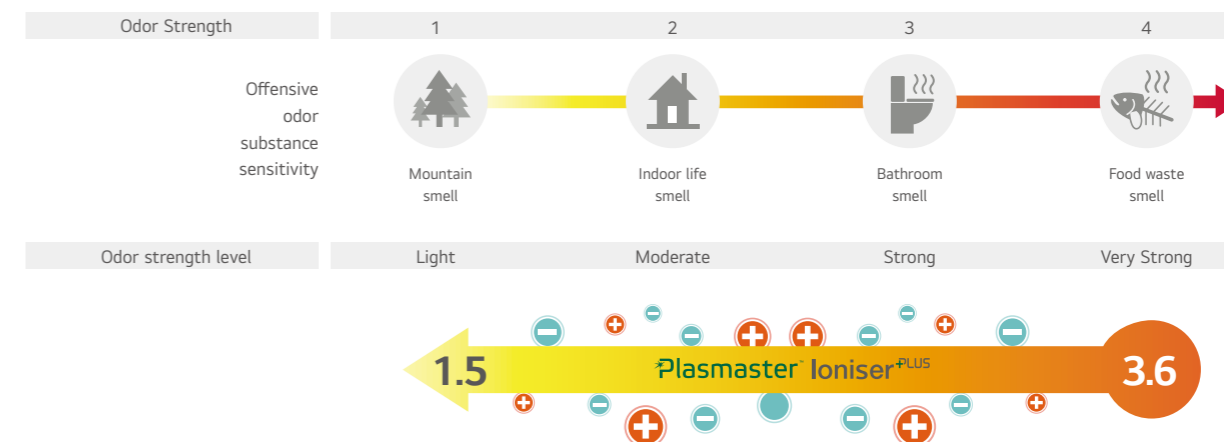 Odor Strength 1 2 3 4
Offensive
odor
substance
sensitivity
Mountain
smell
Indoor life
smell
Bathroom
smell
Food waste
smell
Odor strength level Light Moderate Strong Very Strong
1.5 Plasmaster™ Ioniser+PLUS 3.6